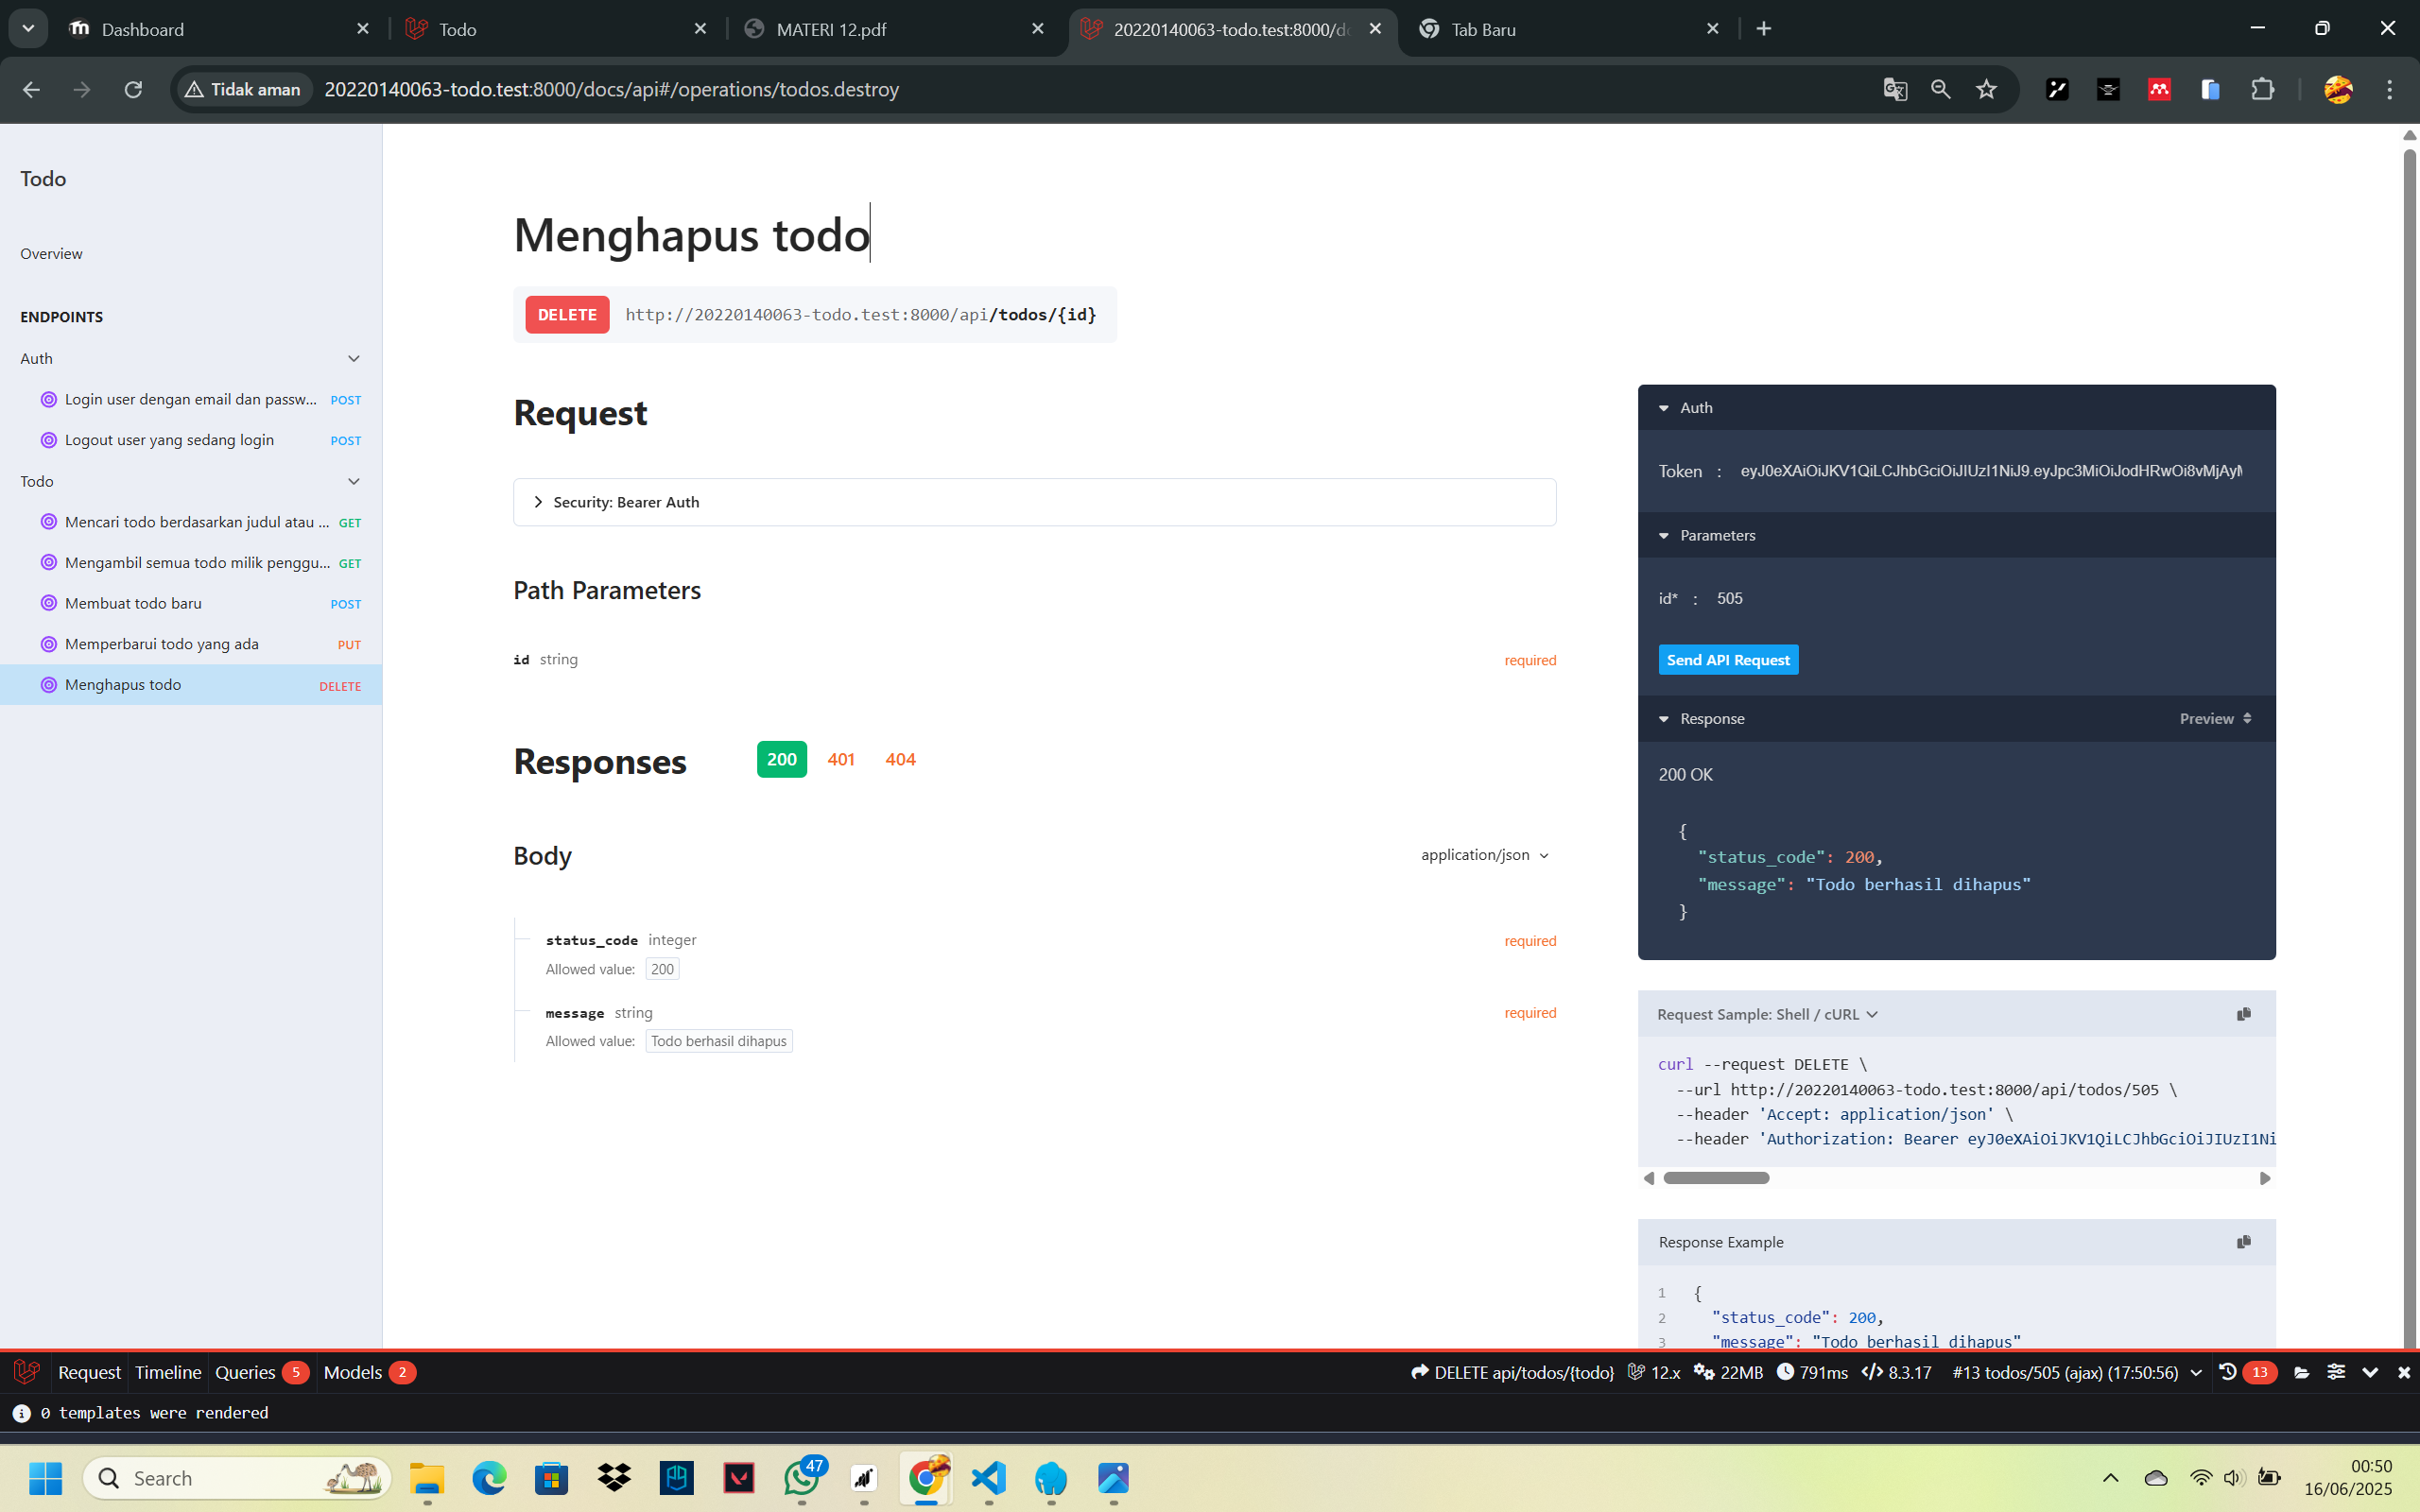 Dashboard
Todo
MATERI 12.pdf
20220140063-todo.test:8000/do
Tab Baru
Tidak aman
20220140063-todo.test:8000/docs/api#/operations/todos.destroy
Todo
Overview
ENDPOINTS
Auth
Login user dengan email dan passw... POST
Logout user yang sedang login POST
Todo
Mencari todo berdasarkan judul atau ... GET
Mengambil semua todo milik penggu... GET
Membuat todo baru POST
Memperbarui todo yang ada PUT
Menghapus todo DELETE
Menghapus todo
DELETE http://20220140063-todo.test:8000/api/todos/{id}
Request
Security: Bearer Auth
Path Parameters
id string required
Responses 200 401 404
Body application/json
status_code integer required
Allowed value: 200
message string required
Allowed value: Todo berhasil dihapus
Auth
Token : eyJ0eXAiOiJKV1QiLCJhbGciOiJIUzI1NiJ9.eyJpc3MiOiJodHRwOi8vMjAyM
Parameters
id* : 505
Send API Request
Response Preview
200 OK
{
"status_code": 200,
"message": "Todo berhasil dihapus"
}
Request Sample: Shell / cURL
curl --request DELETE \
--url http://20220140063-todo.test:8000/api/todos/505 \
--header 'Accept: application/json' \
--header 'Authorization: Bearer eyJ0eXAiOiJKV1QiLCJhbGciOiJIUzI1Ni
Response Example
1 {
2 "status_code": 200,
3 "message": "Todo berhasil dihapus"
Request Timeline Queries 5 Models 2 DELETE api/todos/{todo} 12.x 22MB 791ms 8.3.17 #13 todos/505 (ajax) (17:50:56) 13
0 templates were rendered
Search
47
00:50
16/06/2025